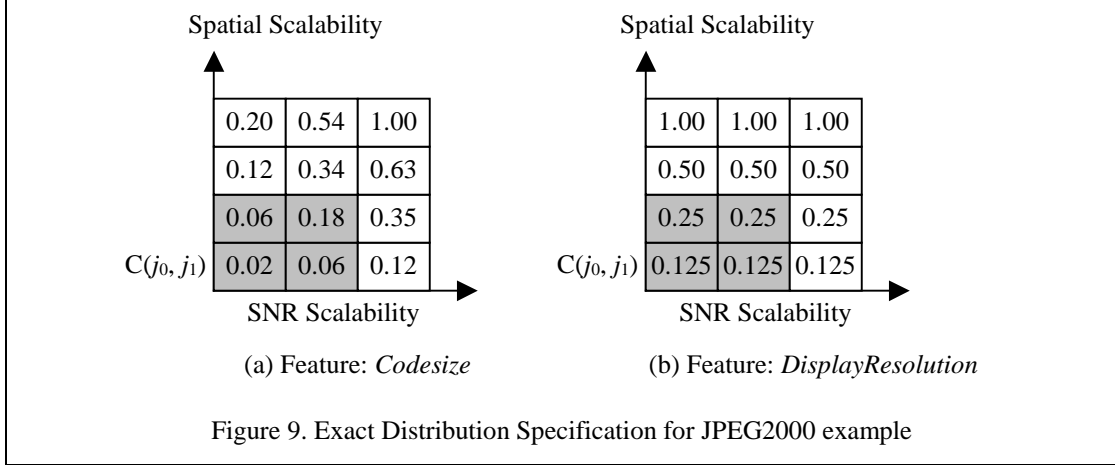 Spatial Scalability Spatial Scalability
0.20 0.54 1.00 1.00 1.00 1.00
0.12 0.34 0.63 0.50 0.50 0.50
0.06 0.18 0.35 0.25 0.25 0.25
C(j₀, j₁) 0.02 0.06 0.12 C(j₀, j₁) 0.125 0.125 0.125
SNR Scalability SNR Scalability
(a) Feature: Codesize (b) Feature: DisplayResolution
Figure 9. Exact Distribution Specification for JPEG2000 example